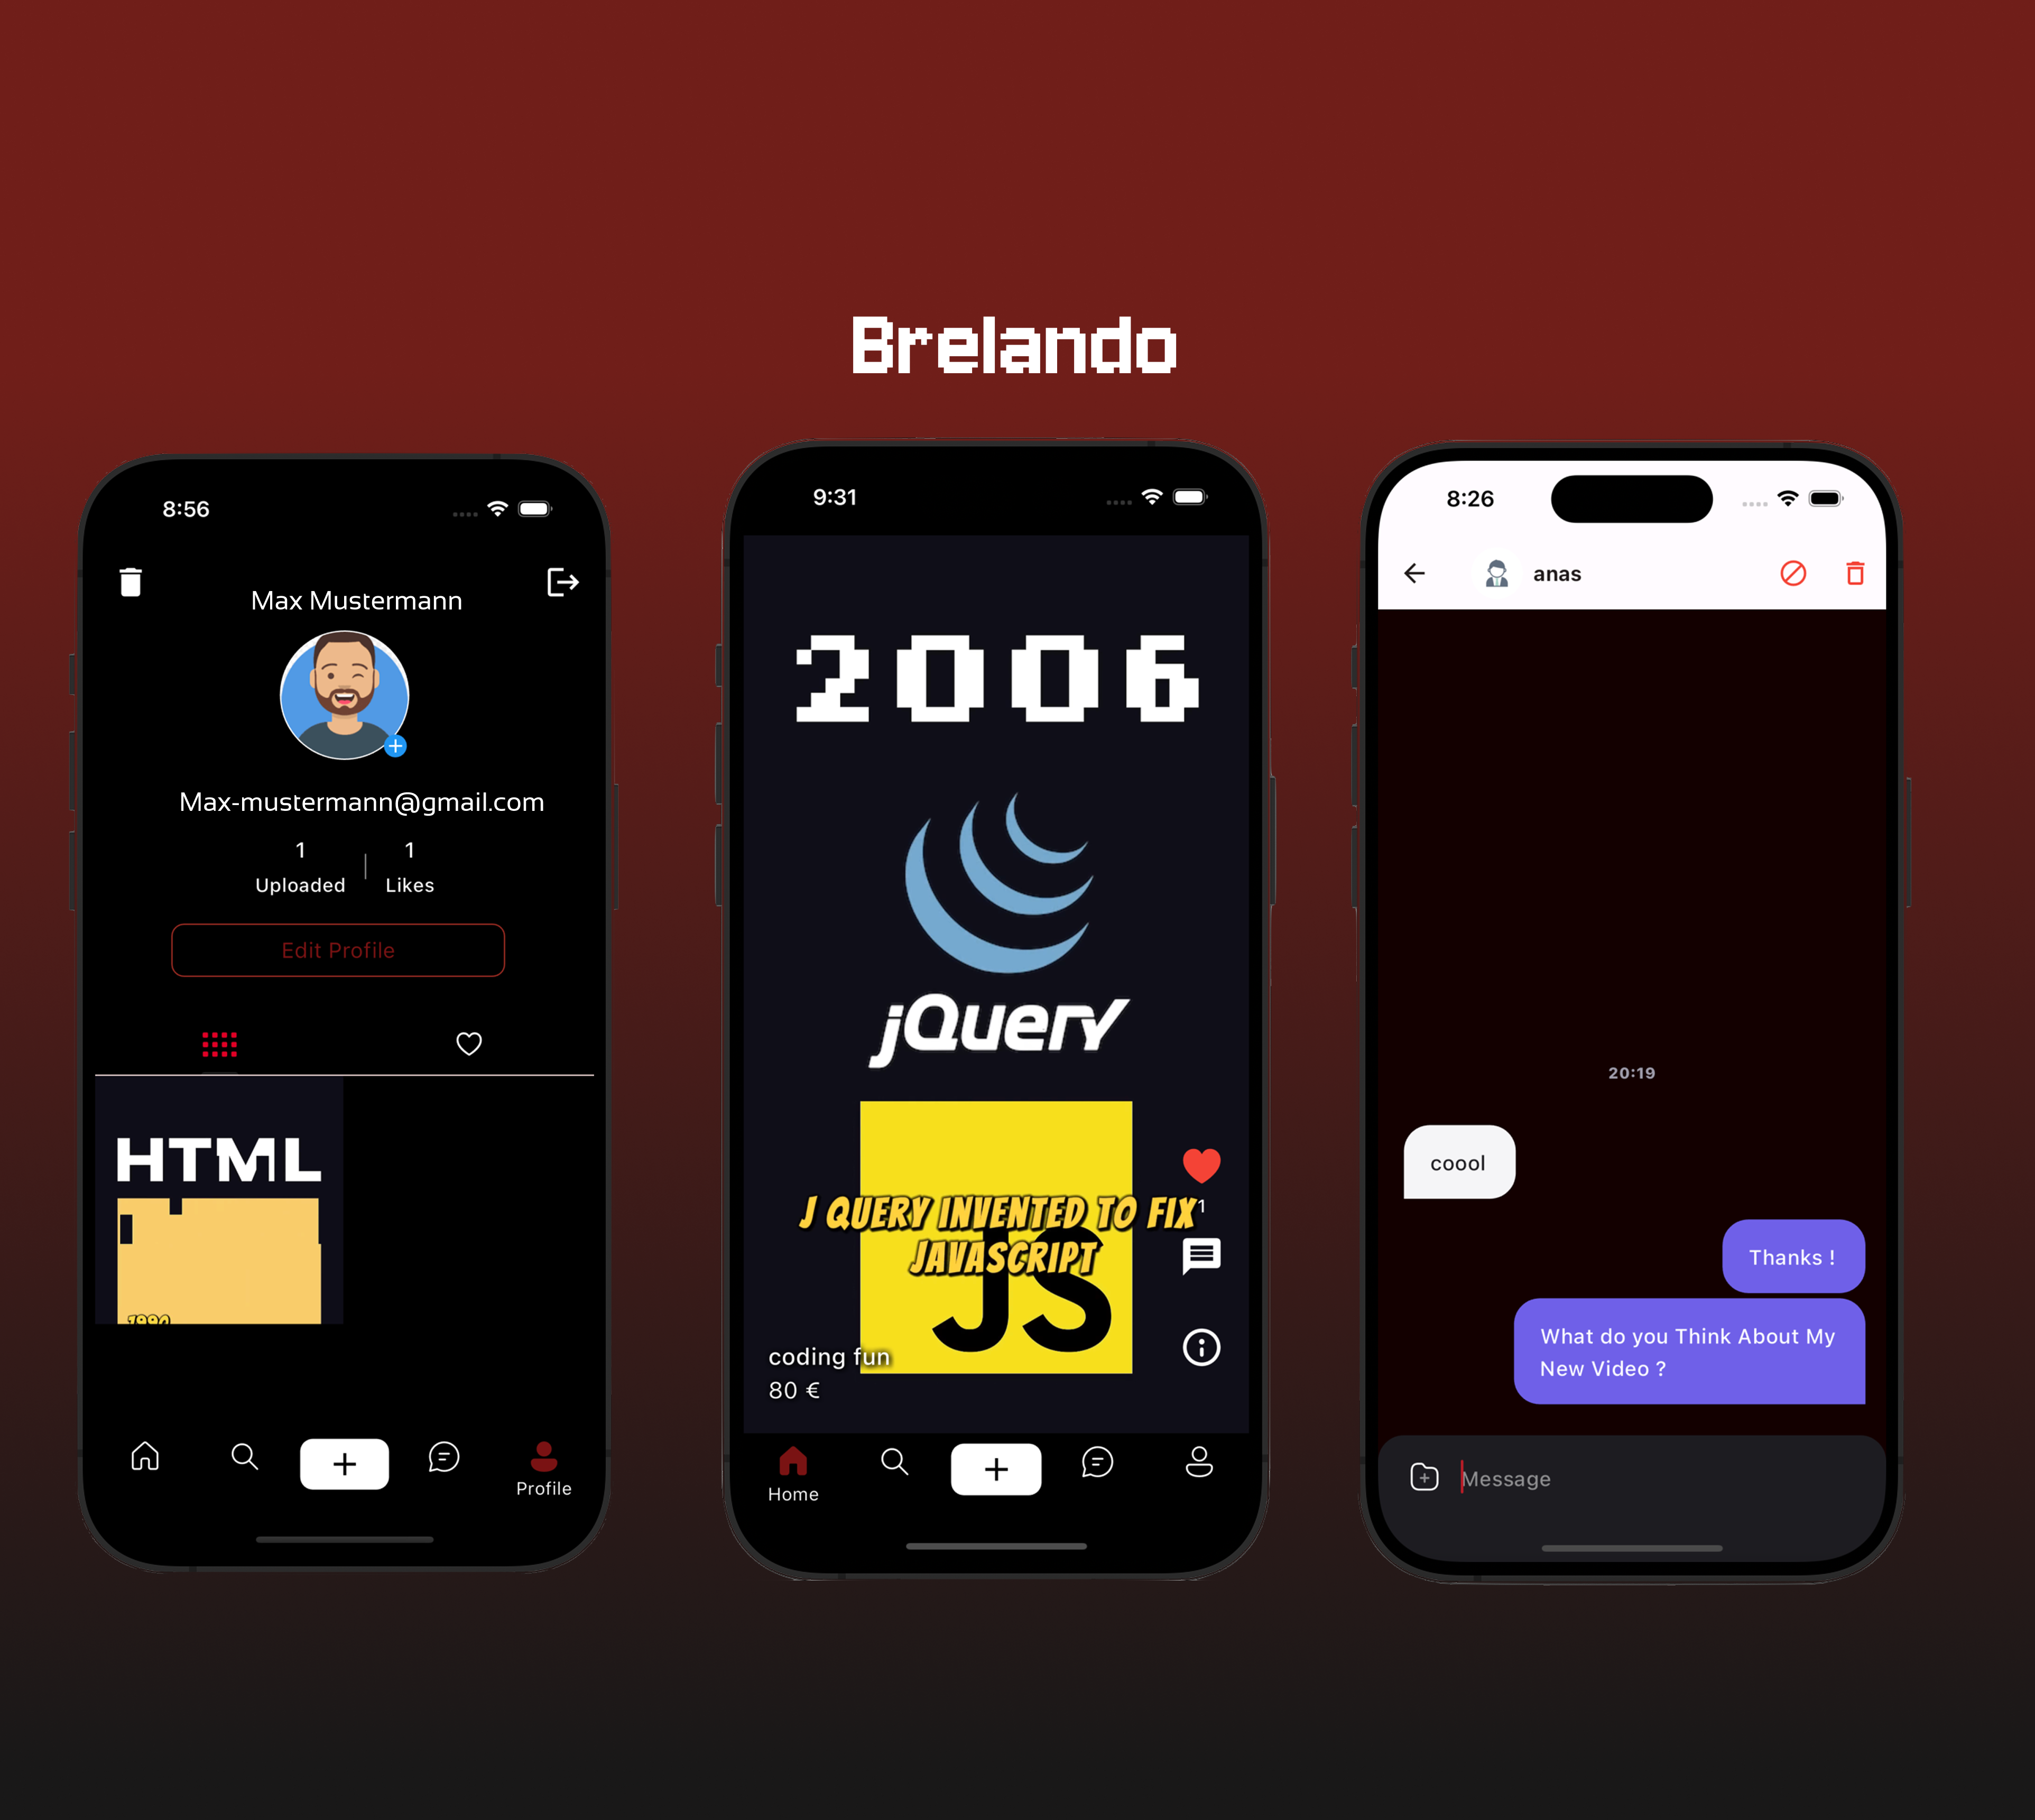 Brelando
8:56
Max Mustermann
Max-mustermann@gmail.com
1
Uploaded
1
Likes
Edit Profile
HTML
1990
Profile
9:31
2006
jQuery
J QUERY INVENTED TO FIX
JAVASCRIPT
JS
1
coding fun
80 €
Home
8:26
anas
20:19
coool
Thanks !
What do you Think About My
New Video ?
Message